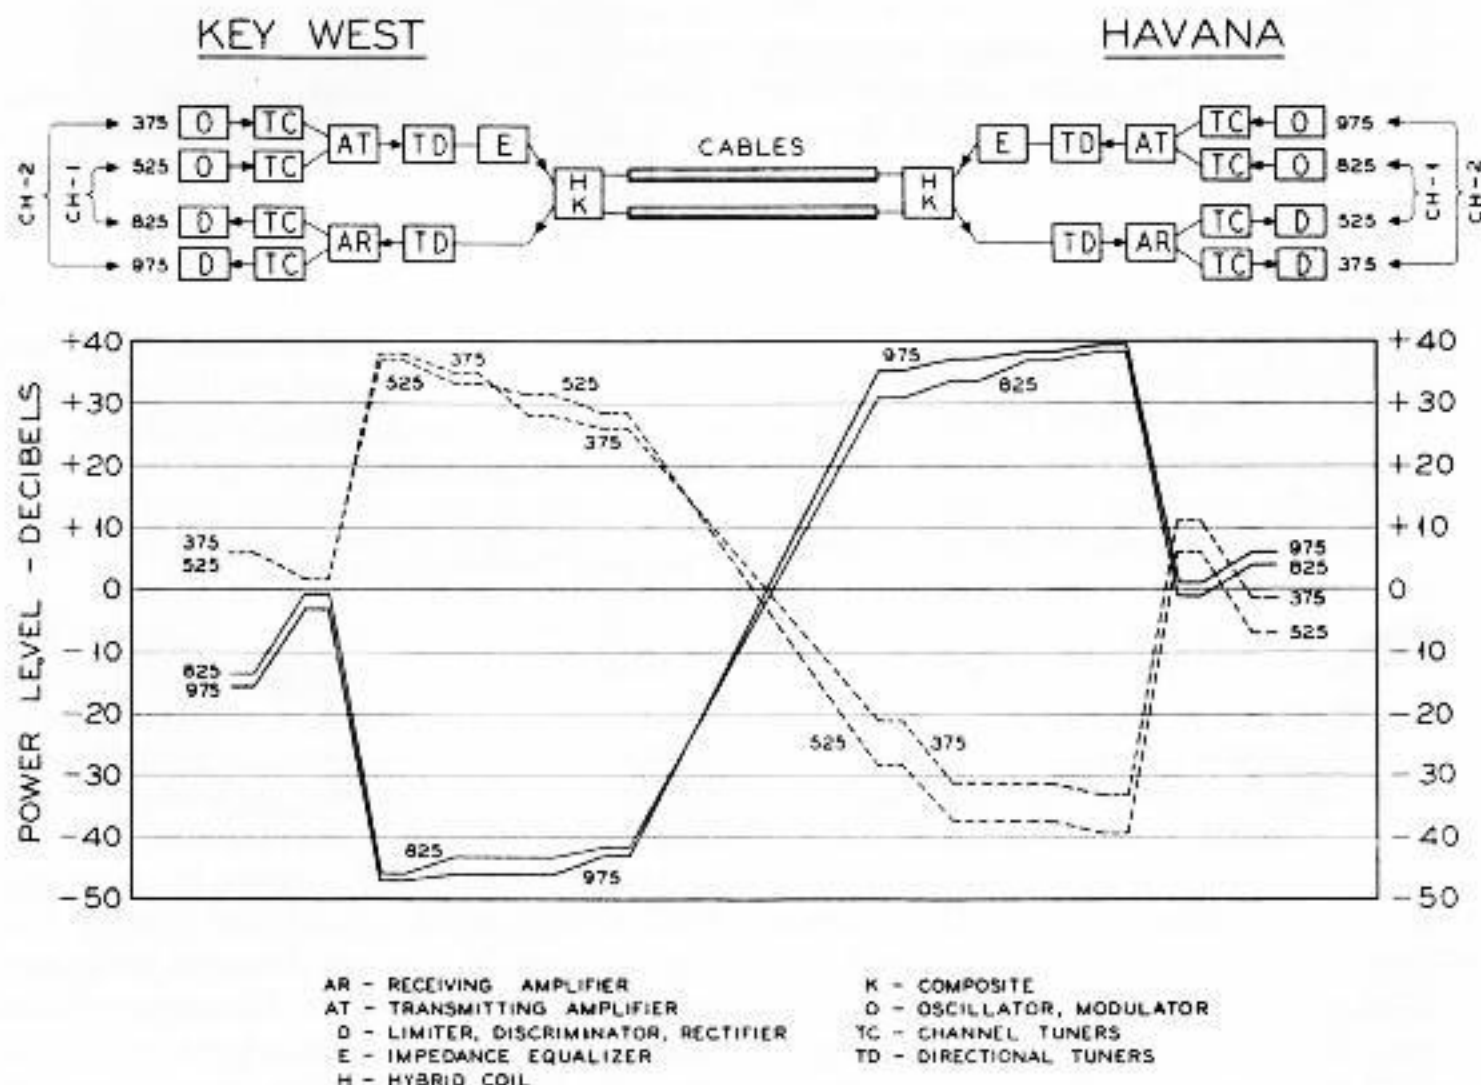 KEY WEST HAVANA
375 O TC AT TD E
525 O TC
825 D TC AR TD
975 D TC
CH-2
CH-1
H K
CABLES
H K
E TD AT TC O 975
TC O 825
TD AR TC D 525
TC D 375
CH-1
CH-2
POWER LEVEL - DECIBELS
+40 +40
+30 +30
+20 +20
+10 +10
0 0
-10 -10
-20 -20
-30 -30
-40 -40
-50 -50
375
525
825
975
375
525
525
375
825
975
975
825
525
375
975
825
375
525
AR - RECEIVING AMPLIFIER
AT - TRANSMITTING AMPLIFIER
D - LIMITER, DISCRIMINATOR, RECTIFIER
E - IMPEDANCE EQUALIZER
H - HYBRID COIL
K - COMPOSITE
O - OSCILLATOR, MODULATOR
TC - CHANNEL TUNERS
TD - DIRECTIONAL TUNERS